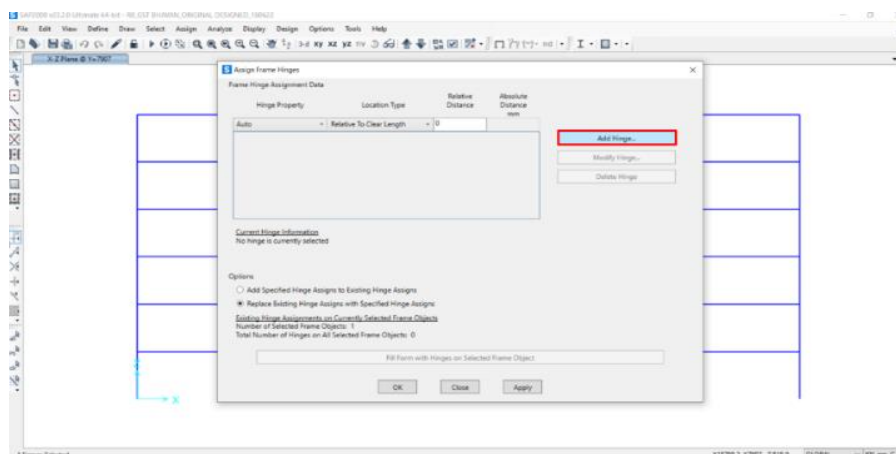 File Edit View Define Draw Select Assign Analyze Display Design Options Tools Help
X-Z Plane @ Y=7907
Assign Frame Hinges
Frame Hinge Assignment Data
Hinge Property Location Type Relative Distance Absolute Distance mm
Auto Relative To Clear Length 0
Add Hinge...
Modify Hinge...
Delete Hinge
Current Hinge Information
No hinge is currently selected
Options
Add Specified Hinge Assigns to Existing Hinge Assigns
Replace Existing Hinge Assigns with Specified Hinge Assigns
Existing Hinge Assignments on Currently Selected Frame Objects
Number of Selected Frame Objects: 1
Total Number of Hinges on All Selected Frame Objects: 0
Fill Form with Hinges on Selected Frame Object
OK Close Apply
X